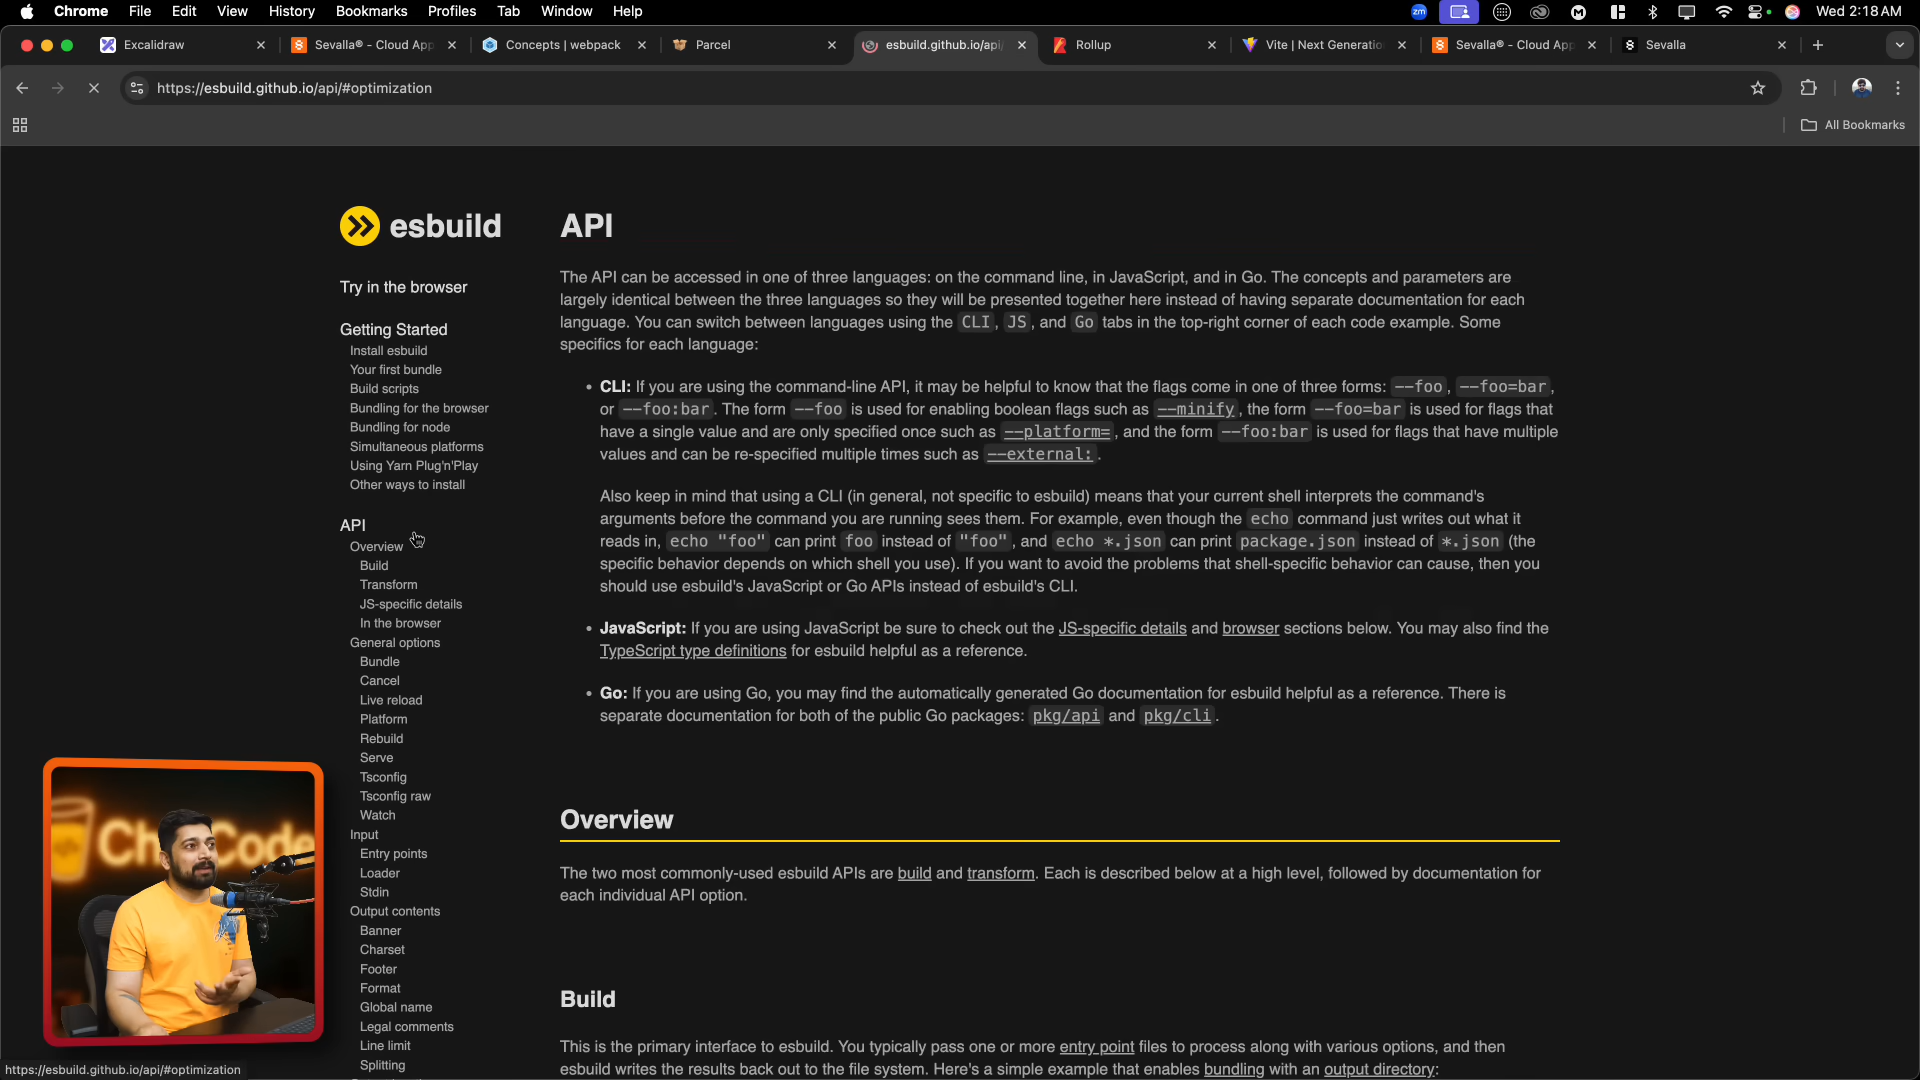 Chrome File Edit View History Bookmarks Profiles Tab Window Help
zm
Wed 2:18 AM
Excalidraw
Sevalla® - Cloud App
Concepts | webpack
Parcel
esbuild.github.io/api/
Rollup
Vite | Next Generatio
Sevalla® - Cloud App
Sevalla
https://esbuild.github.io/api/#optimization
All Bookmarks
esbuild
Try in the browser
Getting Started
Install esbuild
Your first bundle
Build scripts
Bundling for the browser
Bundling for node
Simultaneous platforms
Using Yarn Plug'n'Play
Other ways to install
API
Overview
Build
Transform
JS-specific details
In the browser
General options
Bundle
Cancel
Live reload
Platform
Rebuild
Serve
Tsconfig
Tsconfig raw
Watch
Input
Entry points
Loader
Stdin
Output contents
Banner
Charset
Footer
Format
Global name
Legal comments
Line limit
Splitting
API
The API can be accessed in one of three languages: on the command line, in JavaScript, and in Go. The concepts and parameters are
largely identical between the three languages so they will be presented together here instead of having separate documentation for each
language. You can switch between languages using the CLI, JS, and Go tabs in the top-right corner of each code example. Some
specifics for each language:
• CLI: If you are using the command-line API, it may be helpful to know that the flags come in one of three forms: --foo, --foo=bar,
or --foo:bar. The form --foo is used for enabling boolean flags such as --minify, the form --foo=bar is used for flags that
have a single value and are only specified once such as --platform=, and the form --foo:bar is used for flags that have multiple
values and can be re-specified multiple times such as --external:.
Also keep in mind that using a CLI (in general, not specific to esbuild) means that your current shell interprets the command's
arguments before the command you are running sees them. For example, even though the echo command just writes out what it
reads in, echo "foo" can print foo instead of "foo", and echo *.json can print package.json instead of *.json (the
specific behavior depends on which shell you use). If you want to avoid the problems that shell-specific behavior can cause, then you
should use esbuild's JavaScript or Go APIs instead of esbuild's CLI.
• JavaScript: If you are using JavaScript be sure to check out the JS-specific details and browser sections below. You may also find the
TypeScript type definitions for esbuild helpful as a reference.
• Go: If you are using Go, you may find the automatically generated Go documentation for esbuild helpful as a reference. There is
separate documentation for both of the public Go packages: pkg/api and pkg/cli.
Overview
The two most commonly-used esbuild APIs are build and transform. Each is described below at a high level, followed by documentation for
each individual API option.
Build
This is the primary interface to esbuild. You typically pass one or more entry point files to process along with various options, and then
esbuild writes the results back out to the file system. Here's a simple example that enables bundling with an output directory:
https://esbuild.github.io/api/#optimization